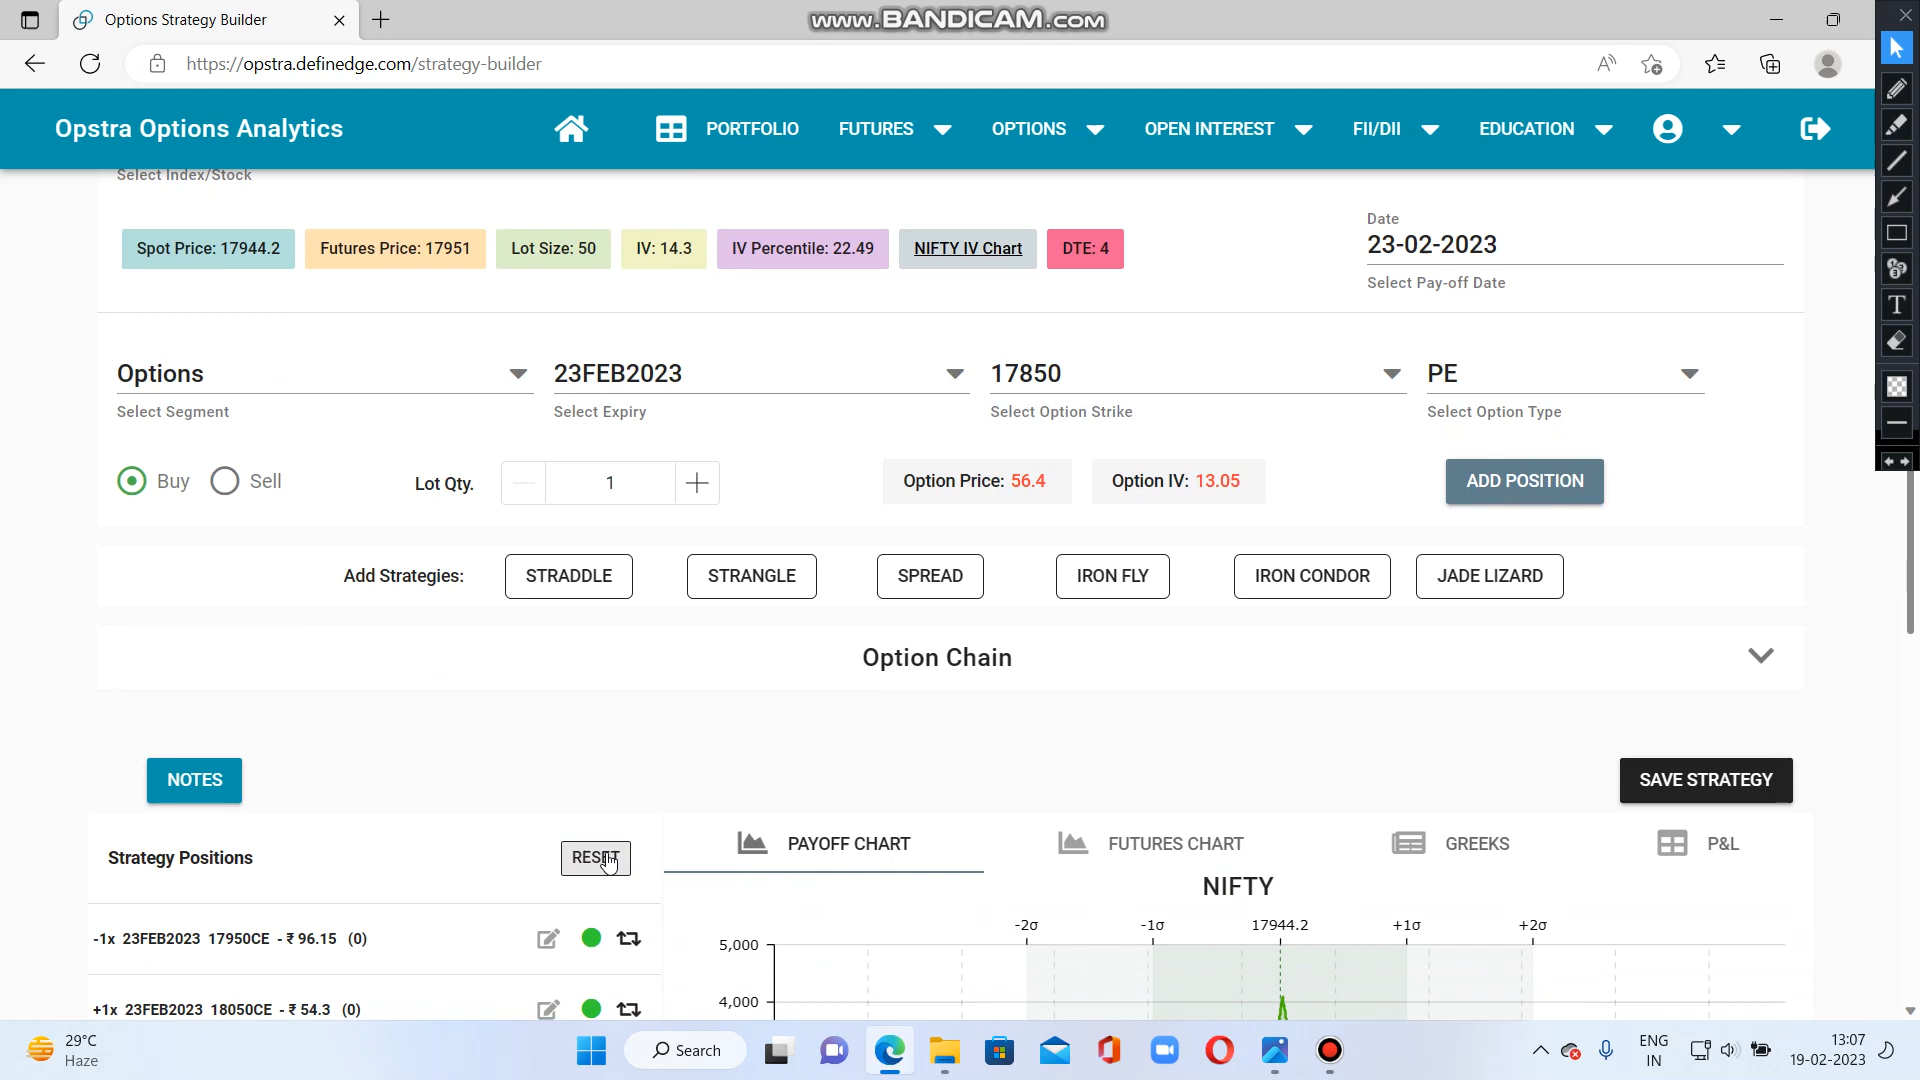 Options Strategy Builder
www.BANDICAM.com
https://opstra.definedge.com/strategy-builder
Opstra Options Analytics
PORTFOLIO
FUTURES
OPTIONS
OPEN INTEREST
FII/DII
EDUCATION
Select Index/Stock
Spot Price: 17944.2
Futures Price: 17951
Lot Size: 50
IV: 14.3
IV Percentile: 22.49
NIFTY IV Chart
DTE: 4
Date
23-02-2023
Select Pay-off Date
Options
23FEB2023
17850
PE
Select Segment
Select Expiry
Select Option Strike
Select Option Type
Buy
Sell
Lot Qty.
1
Option Price: 56.4
Option IV: 13.05
ADD POSITION
Add Strategies:
STRADDLE
STRANGLE
SPREAD
IRON FLY
IRON CONDOR
JADE LIZARD
Option Chain
NOTES
SAVE STRATEGY
Strategy Positions
RESET
PAYOFF CHART
FUTURES CHART
GREEKS
P&L
NIFTY
-2σ
-1σ
17944.2
+1σ
+2σ
5,000
4,000
-1x 23FEB2023 17950CE - ₹ 96.15 (0)
+1x 23FEB2023 18050CE - ₹ 54.3 (0)
29°C
Haze
Search
ENG
IN
13:07
19-02-2023